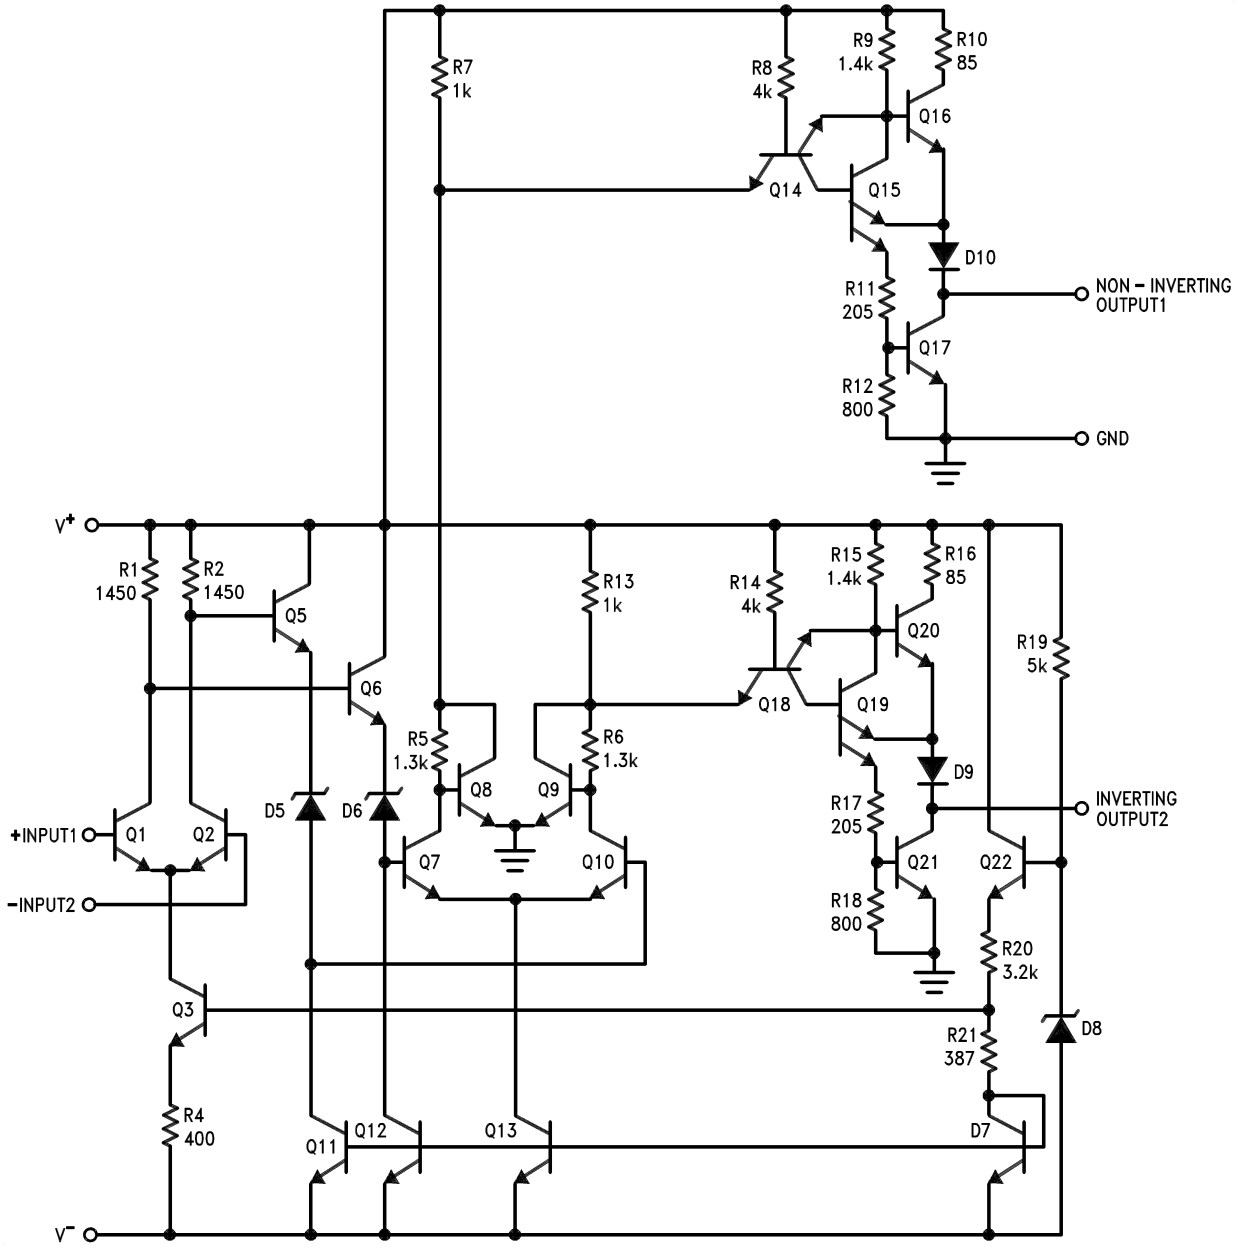 R7
1k
R8
4k
R9
1.4k
R10
85
Q16
Q14
Q15
D10
NON – INVERTING
OUTPUT1
R11
205
Q17
R12
800
GND
V+
R1
1450
R2
1450
Q5
Q6
R13
1k
R14
4k
R15
1.4k
R16
85
Q20
R19
5k
Q18
Q19
R5
1.3k
R6
1.3k
Q8
Q9
D9
D5
D6
R17
205
INVERTING
OUTPUT2
+INPUT1
Q1
Q2
Q7
Q10
Q21
Q22
–INPUT2
R18
800
R20
3.2k
Q3
R21
387
D8
R4
400
Q11
Q12
Q13
D7
V–